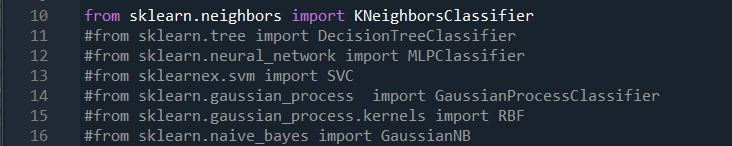 10 from sklearn.neighbors import KNeighborsClassifier
11 #from sklearn.tree import DecisionTreeClassifier
12 #from sklearn.neural_network import MLPClassifier
13 #from sklearnex.svm import SVC
14 #from sklearn.gaussian_process  import GaussianProcessClassifier
15 #from sklearn.gaussian_process.kernels import RBF
16 #from sklearn.naive_bayes import GaussianNB